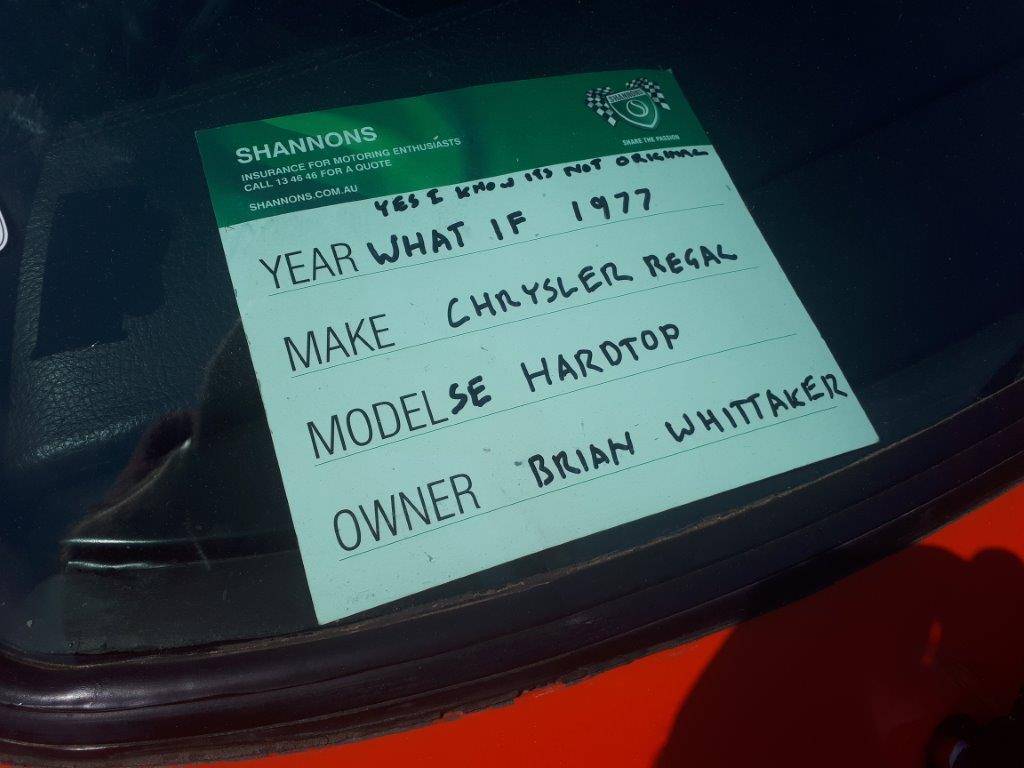 SHANNONS
INSURANCE FOR MOTORING ENTHUSIASTS
CALL 13 46 46 FOR A QUOTE
SHANNONS.COM.AU
SHANNONS
SHARE THE PASSION
YES I KNOW ITS NOT ORIGINAL
YEAR WHAT IF 1977
MAKE CHRYSLER REGAL
MODEL SE HARDTOP
OWNER BRIAN WHITTAKER